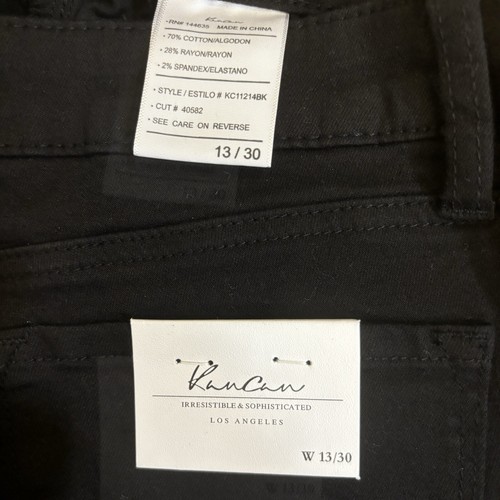 KanCan
-RN# 144635 MADE IN CHINA
• 70% COTTON/ALGODON
• 28% RAYON/RAYON
• 2% SPANDEX/ELASTANO
• STYLE / ESTILO # KC11214BK
• CUT # 40582
• SEE CARE ON REVERSE
13 / 30
KanCan
IRRESISTIBLE & SOPHISTICATED
LOS ANGELES
W 13/30